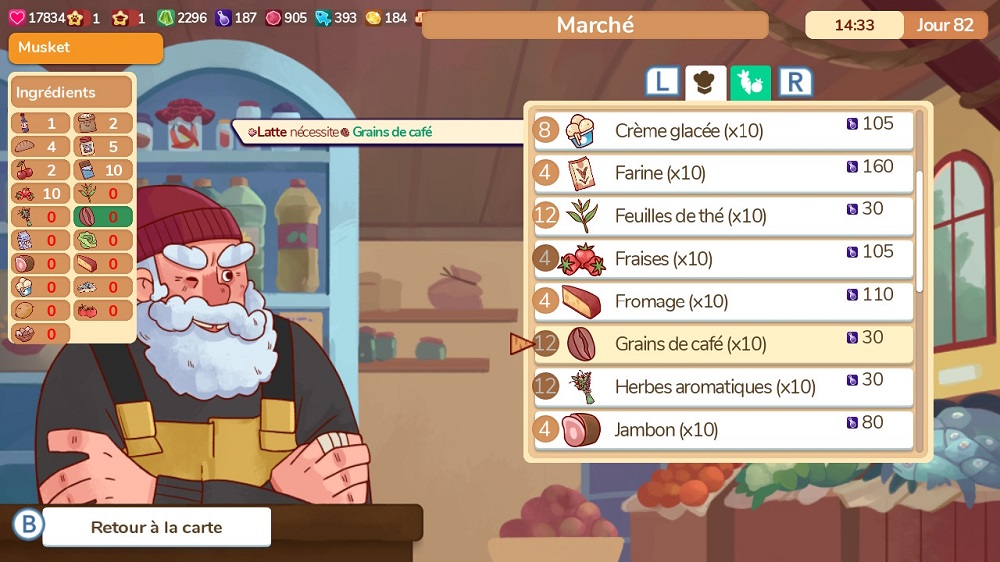 17834 1 1 2296 187 905 393 184
Marché
14:33 Jour 82
Musket
L R
Ingrédients
1 2
4 5
2 10
10 0
0 0
0 0
0 0
0 0
0 0
0
Latte nécessite Grains de café
8 Crème glacée (x10) 105
4 Farine (x10) 160
12 Feuilles de thé (x10) 30
4 Fraises (x10) 105
4 Fromage (x10) 110
12 Grains de café (x10) 30
12 Herbes aromatiques (x10) 30
4 Jambon (x10) 80
B Retour à la carte